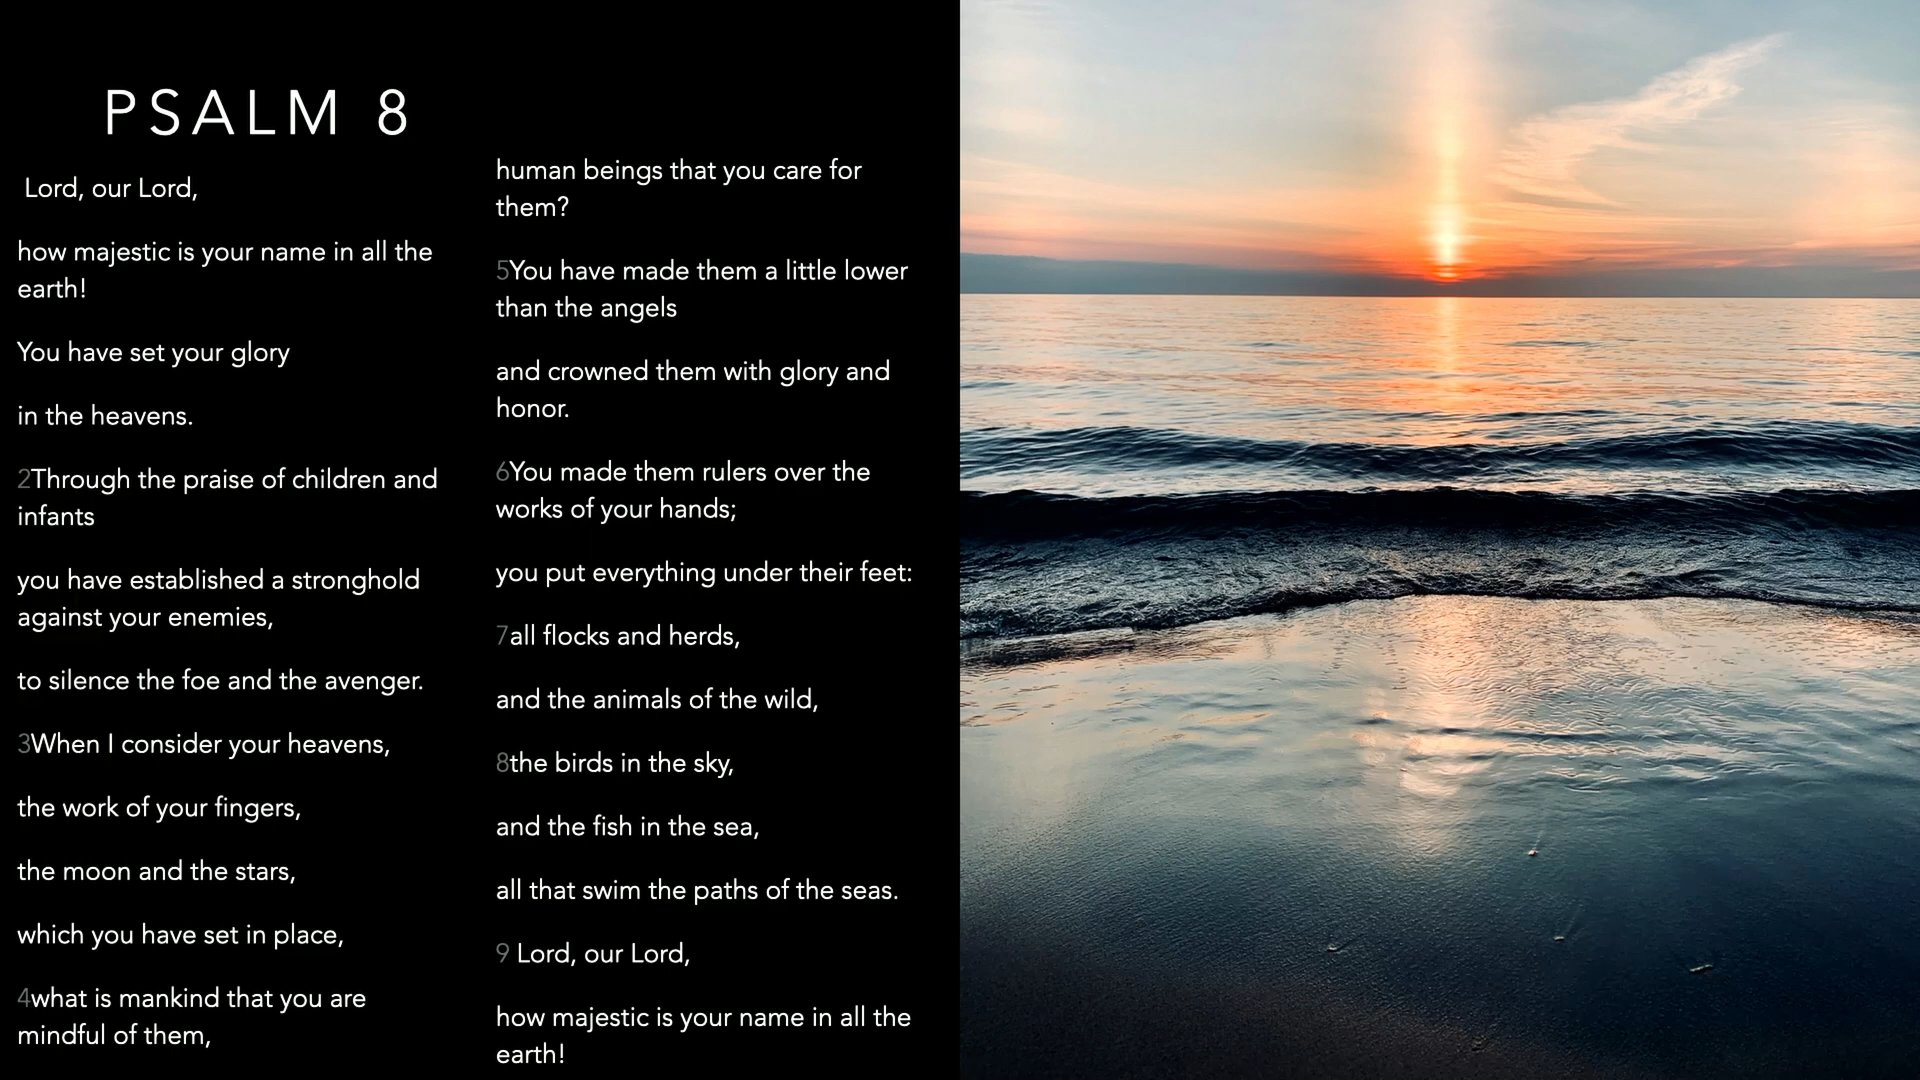 PSALM 8
Lord, our Lord,
how majestic is your name in all the
earth!
You have set your glory
in the heavens.
2Through the praise of children and
infants
you have established a stronghold
against your enemies,
to silence the foe and the avenger.
3When I consider your heavens,
the work of your fingers,
the moon and the stars,
which you have set in place,
4what is mankind that you are
mindful of them,
human beings that you care for
them?
5You have made them a little lower
than the angels
and crowned them with glory and
honor.
6You made them rulers over the
works of your hands;
you put everything under their feet:
7all flocks and herds,
and the animals of the wild,
8the birds in the sky,
and the fish in the sea,
all that swim the paths of the seas.
9 Lord, our Lord,
how majestic is your name in all the
earth!